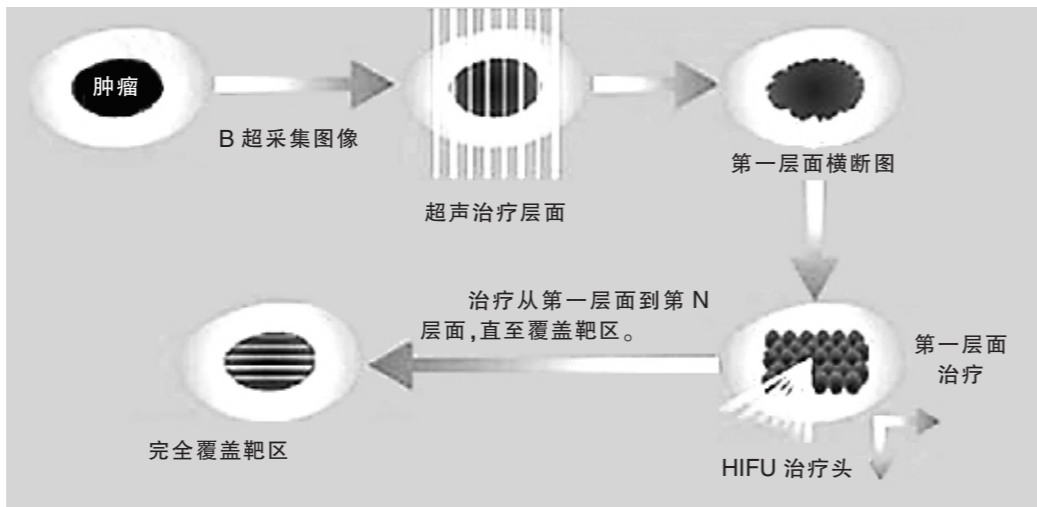 肿瘤
B 超采集图像
超声治疗层面
第一层面横断图
第一层面
治疗
HIFU 治疗头
治疗从第一层面到第 N
层面,直至覆盖靶区。
完全覆盖靶区